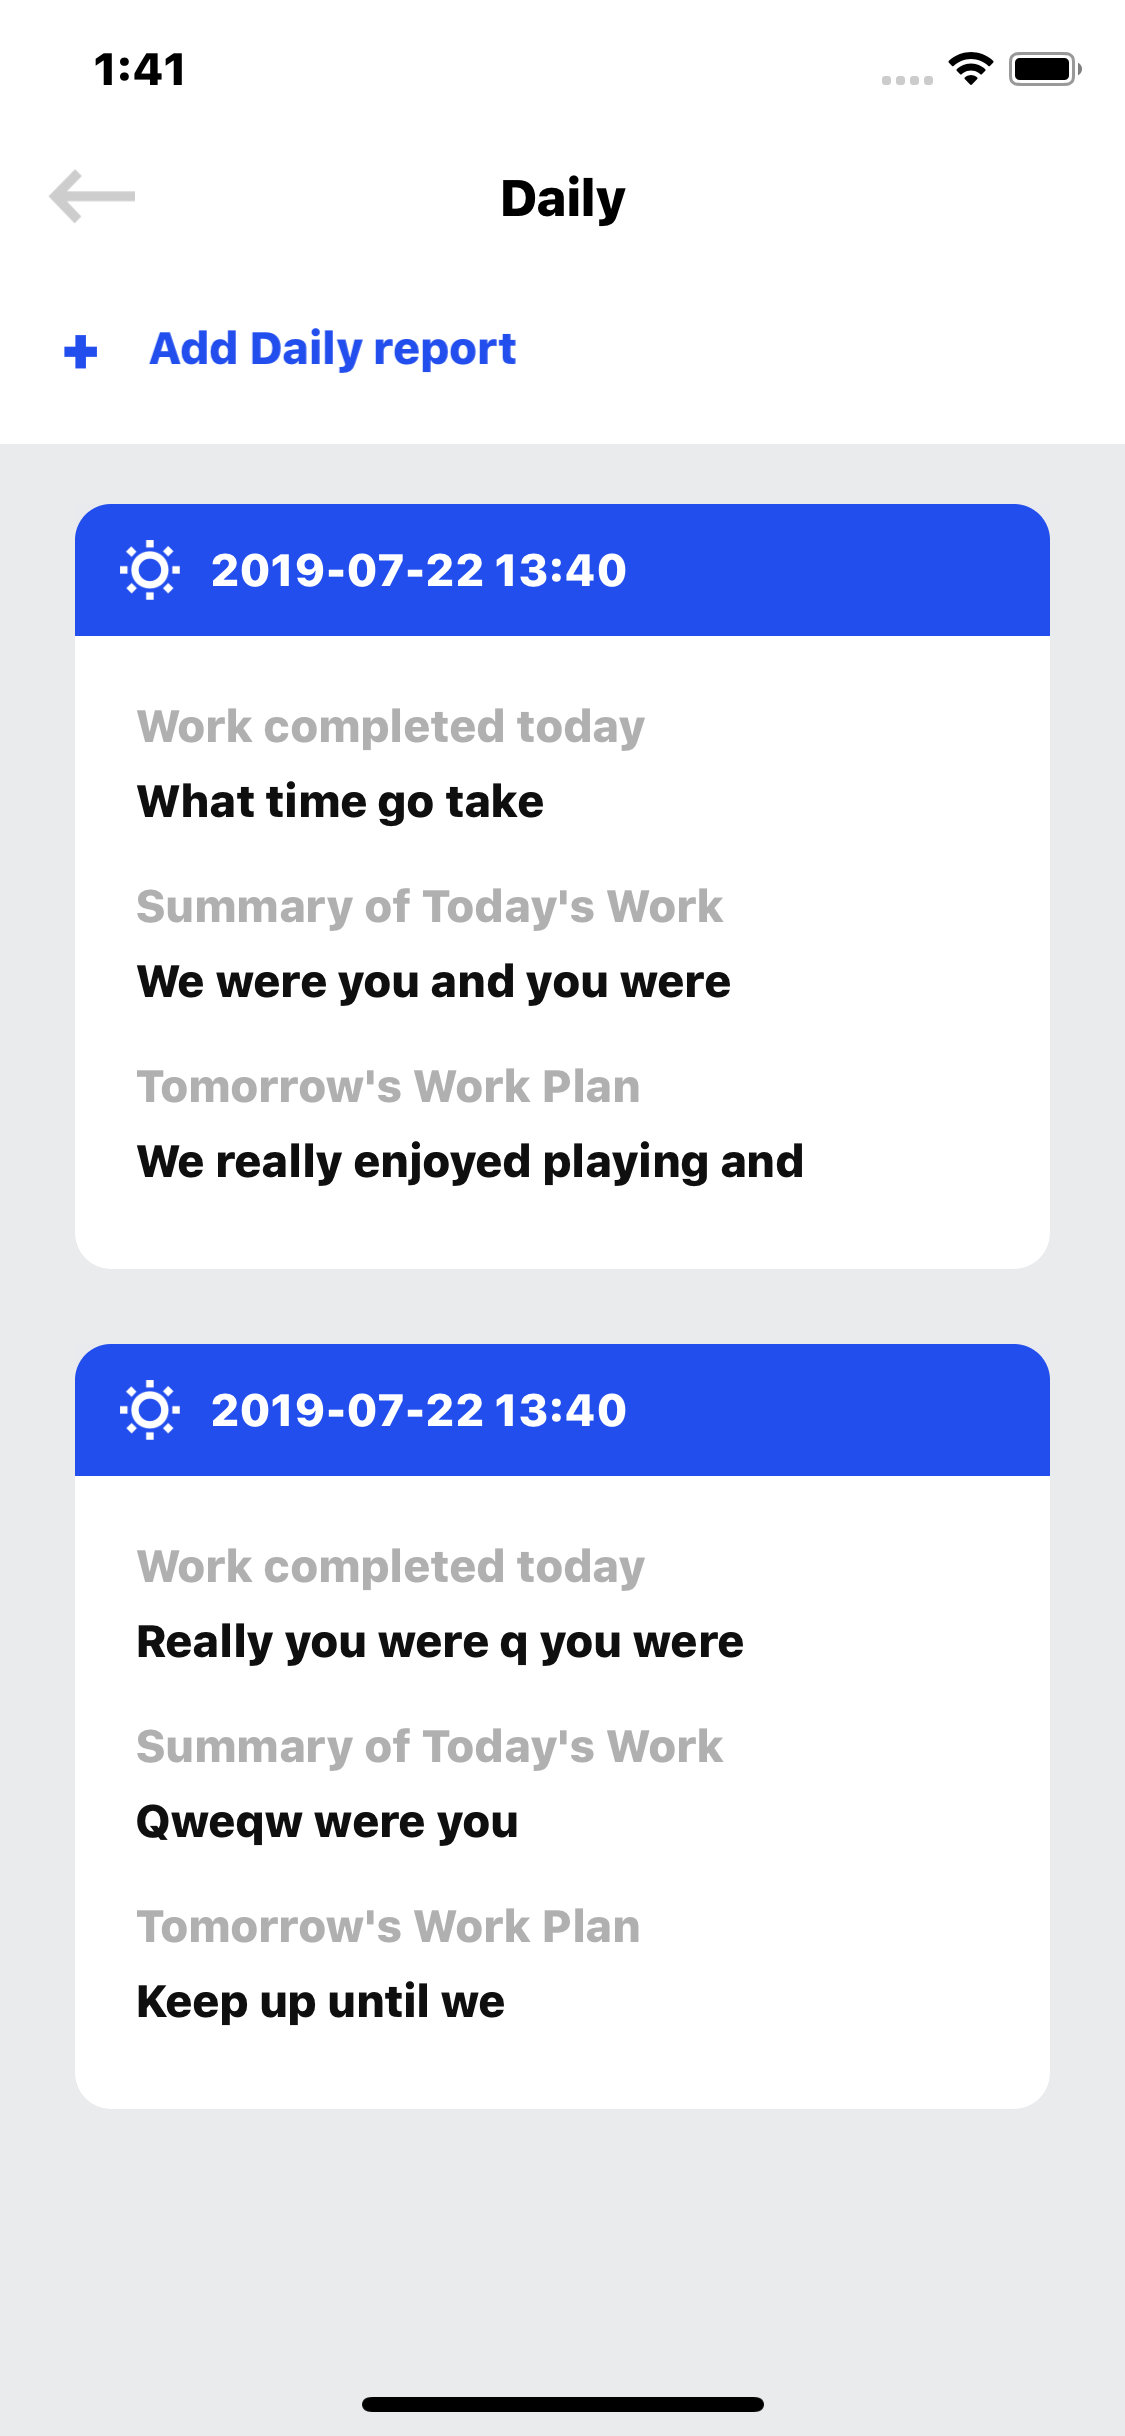 1:41
Daily
+ Add Daily report
2019-07-22 13:40
Work completed today
What time go take
Summary of Today's Work
We were you and you were
Tomorrow's Work Plan
We really enjoyed playing and
2019-07-22 13:40
Work completed today
Really you were q you were
Summary of Today's Work
Qweqw were you
Tomorrow's Work Plan
Keep up until we